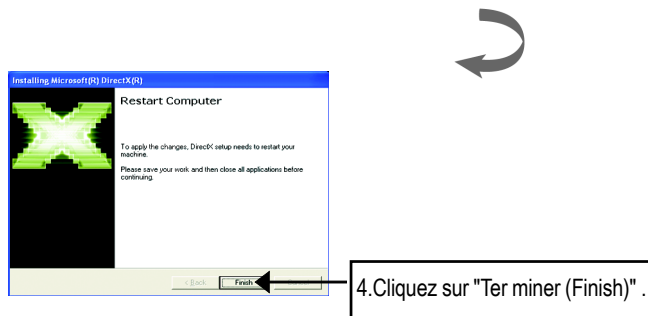 Installing Microsoft(R) DirectX(R)
Restart Computer
To apply the changes, DirectX setup needs to restart your
machine.
Please save your work and then close all applications before
continuing.
< Back
Finish
4.Cliquez sur "Ter miner (Finish)" .